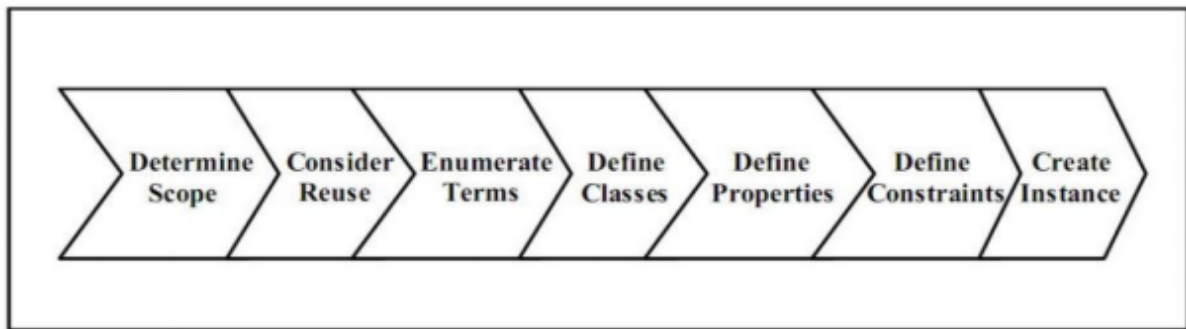 Determine
Scope
Consider
Reuse
Enumerate
Terms
Define
Classes
Define
Properties
Define
Constraints
Create
Instance